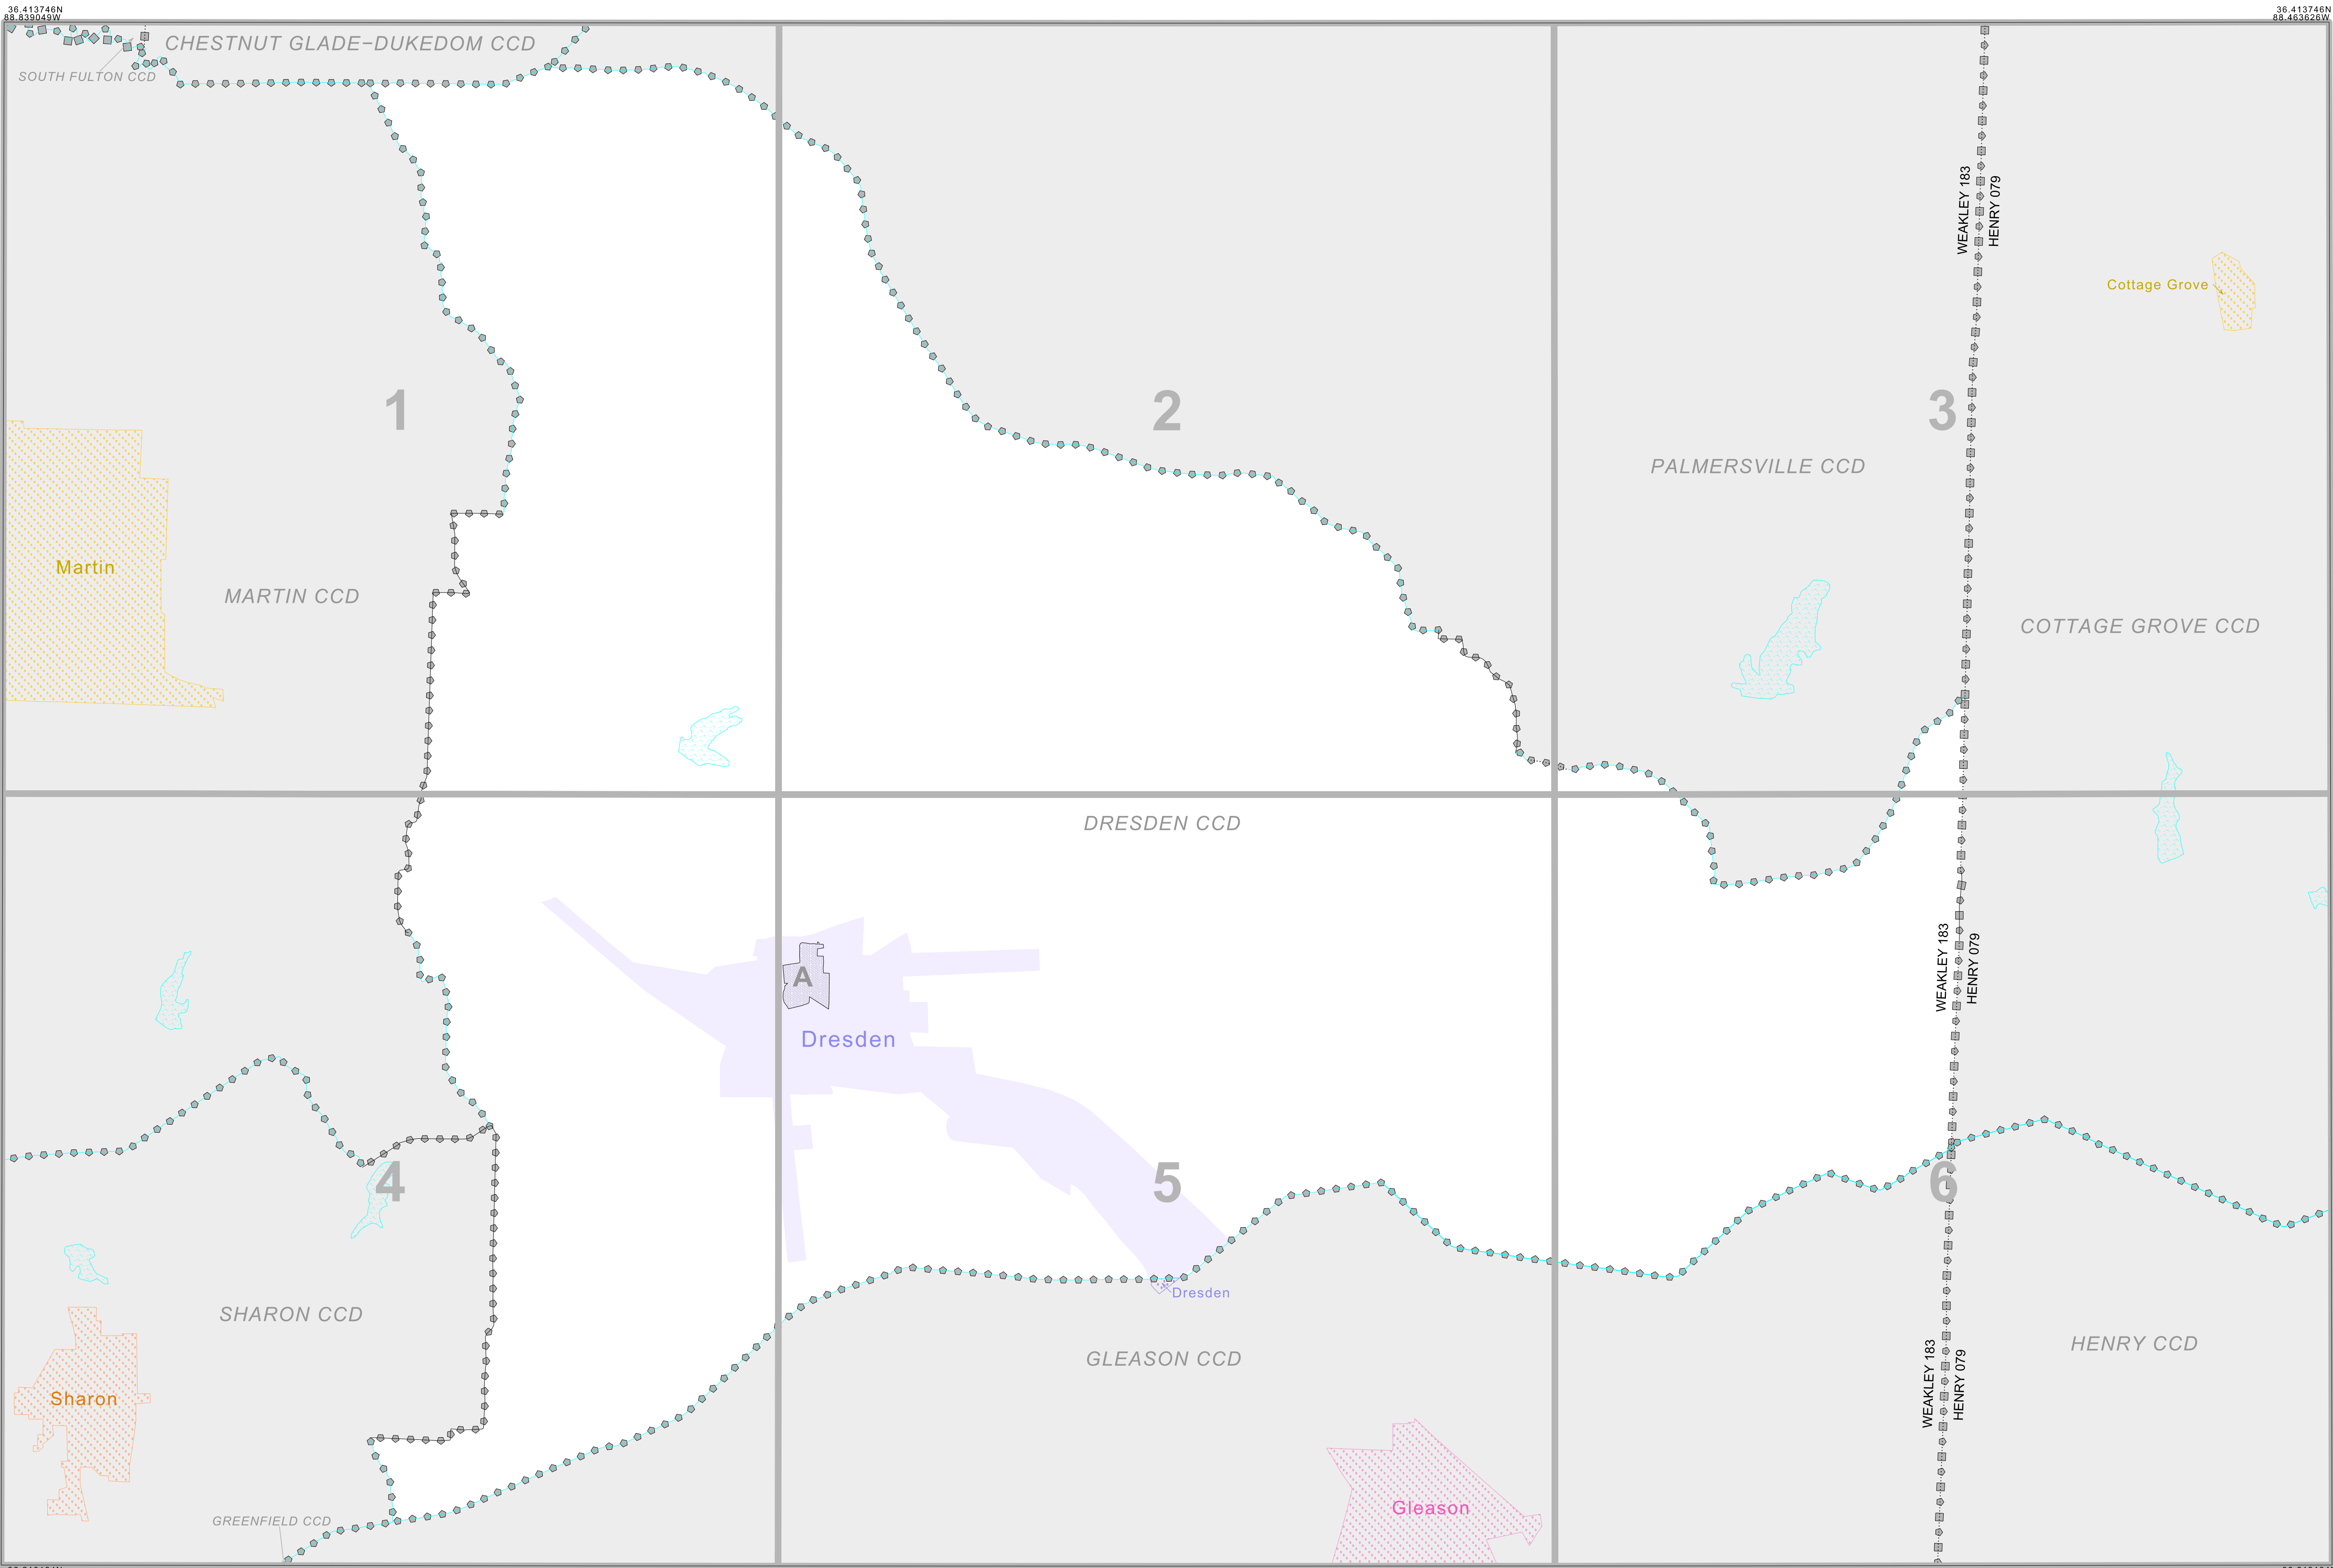 36.413746N
88.839049W
36.413746N
88.463626W
CHESTNUT GLADE-DUKEDOM CCD
SOUTH FULTON CCD
WEAKLEY 183
HENRY 079
Cottage Grove
1
2
3
PALMERSVILLE CCD
Martin
MARTIN CCD
COTTAGE GROVE CCD
DRESDEN CCD
WEAKLEY 183
HENRY 079
A
Dresden
4
5
6
Dresden
SHARON CCD
GLEASON CCD
HENRY CCD
WEAKLEY 183
HENRY 079
Sharon
Gleason
GREENFIELD CCD